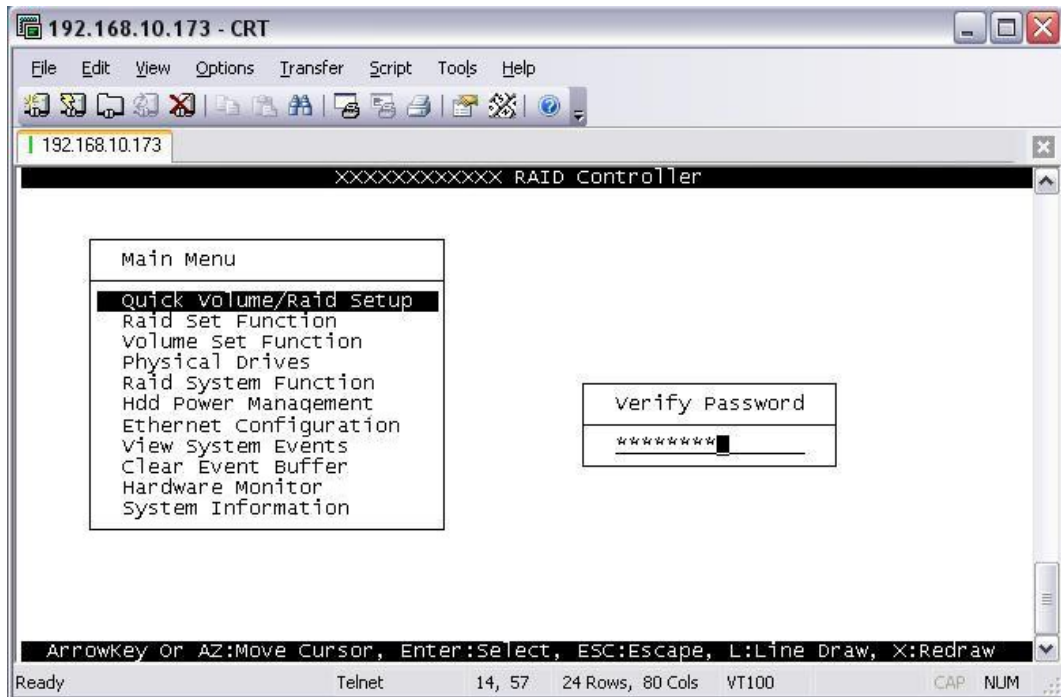 192.168.10.173 - CRT
File Edit View Options Transfer Script Tools Help
192.168.10.173
XXXXXXXXXXXX RAID Controller
Main Menu
Quick Volume/Raid Setup
Raid Set Function
Volume Set Function
Physical Drives
Raid System Function
Hdd Power Management
Ethernet Configuration
View System Events
Clear Event Buffer
Hardware Monitor
System Information
Verify Password
********
ArrowKey Or AZ:Move Cursor, Enter:Select, ESC:Escape, L:Line Draw, X:Redraw
Ready Telnet 14, 57 24 Rows, 80 Cols VT100 CAP NUM